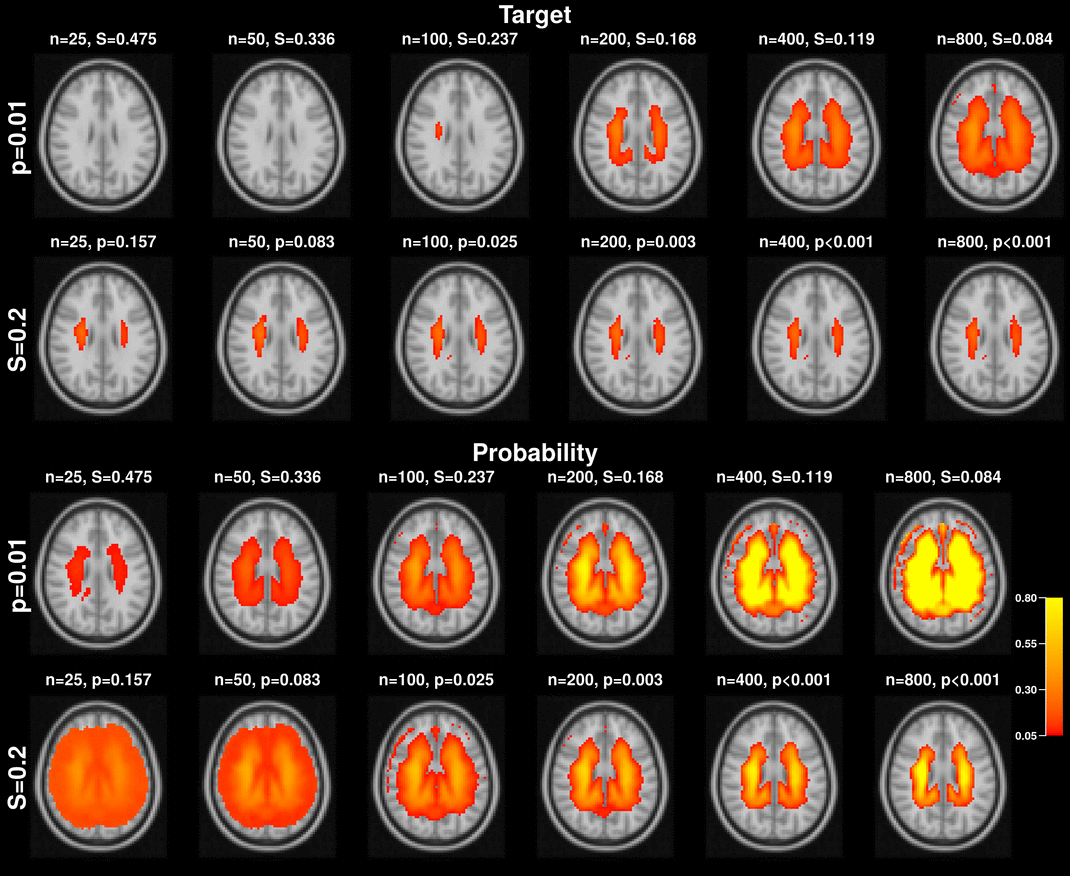 Target
n=25, S=0.475 n=50, S=0.336 n=100, S=0.237 n=200, S=0.168 n=400, S=0.119 n=800, S=0.084
p=0.01
n=25, p=0.157 n=50, p=0.083 n=100, p=0.025 n=200, p=0.003 n=400, p<0.001 n=800, p<0.001
S=0.2
Probability
n=25, S=0.475 n=50, S=0.336 n=100, S=0.237 n=200, S=0.168 n=400, S=0.119 n=800, S=0.084
p=0.01
0.80
0.55
0.30
0.05
n=25, p=0.157 n=50, p=0.083 n=100, p=0.025 n=200, p=0.003 n=400, p<0.001 n=800, p<0.001
S=0.2